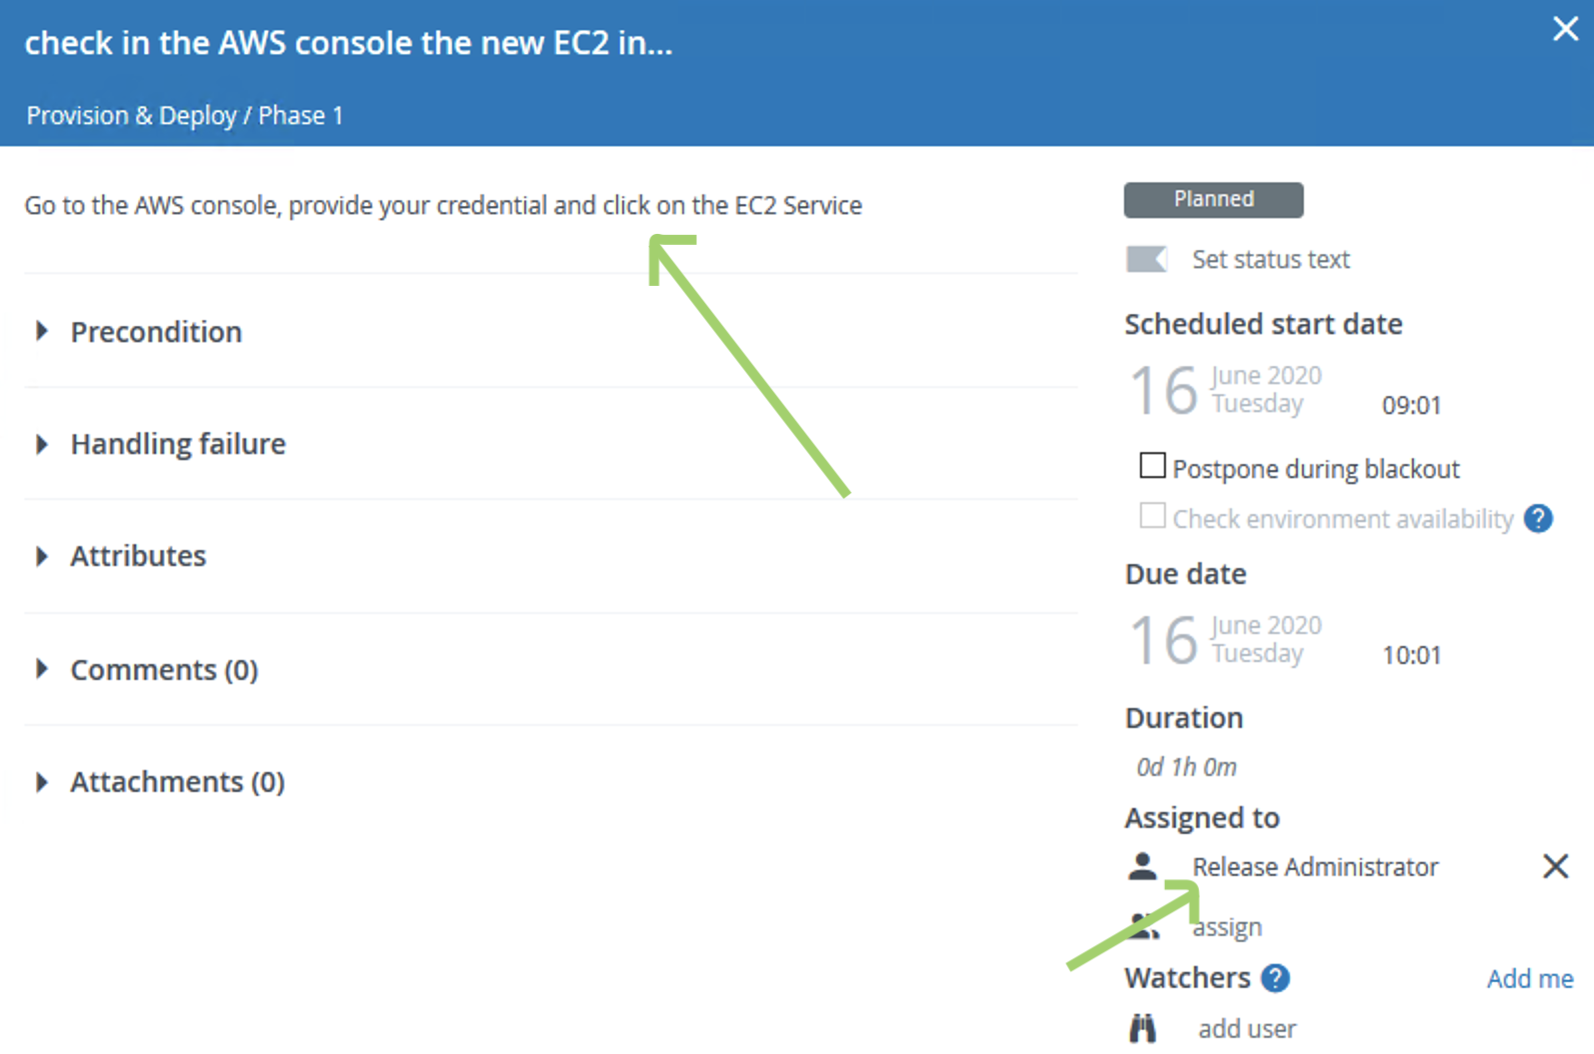 check in the AWS console the new EC2 in...
Provision & Deploy / Phase 1
Go to the AWS console, provide your credential and click on the EC2 Service
Precondition
Handling failure
Attributes
Comments (0)
Attachments (0)
Planned
Set status text
Scheduled start date
16 June 2020
Tuesday
09:01
Postpone during blackout
Check environment availability ?
Due date
16 June 2020
Tuesday
10:01
Duration
0d 1h 0m
Assigned to
Release Administrator
assign
Watchers ? Add me
add user